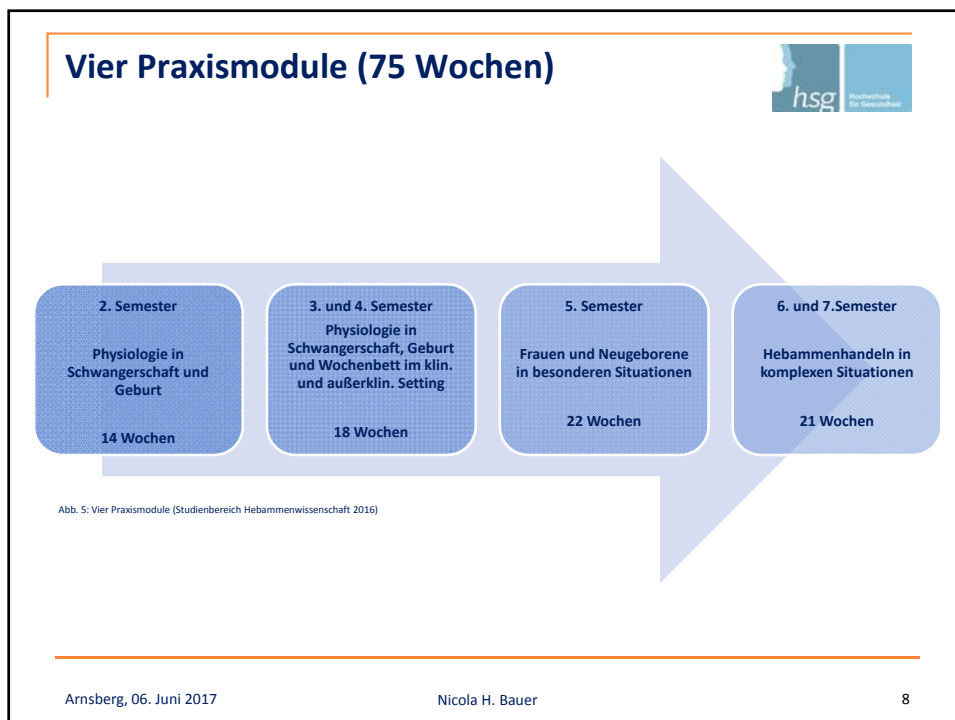 Vier Praxismodule (75 Wochen)
hsg
Hochschule
für Gesundheit
2. Semester
Physiologie in
Schwangerschaft und
Geburt
14 Wochen
3. und 4. Semester
Physiologie in
Schwangerschaft, Geburt
und Wochenbett im klin.
und außerklin. Setting
18 Wochen
5. Semester
Frauen und Neugeborene
in besonderen Situationen
22 Wochen
6. und 7.Semester
Hebammenhandeln in
komplexen Situationen
21 Wochen
Abb. 5: Vier Praxismodule (Studienbereich Hebammenwissenschaft 2016)
Arnsberg, 06. Juni 2017
Nicola H. Bauer
8